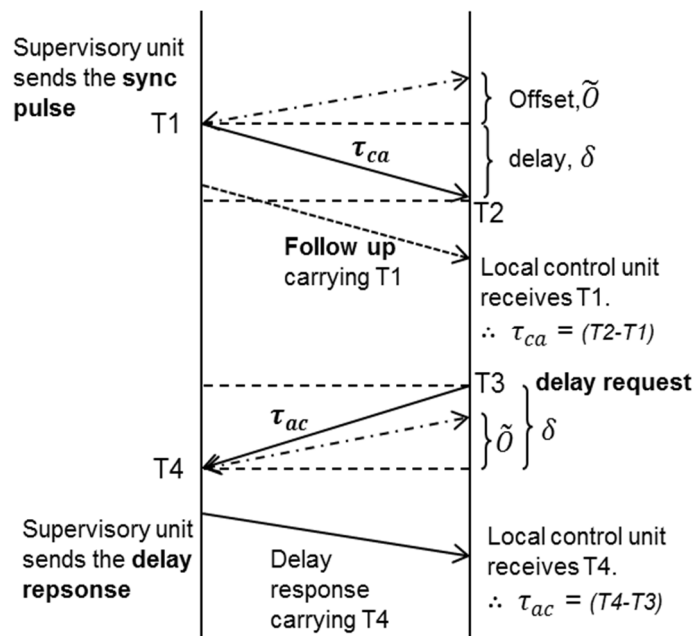 Supervisory unit
sends the sync
pulse
T1
Offset, Õ
delay, δ
τca
T2
Follow up
carrying T1
Local control unit
receives T1.
∴ τca = (T2-T1)
T3
delay request
τac
Õ
δ
T4
Supervisory unit
sends the delay
repsonse
Delay
response
carrying T4
Local control unit
receives T4.
∴ τac = (T4-T3)